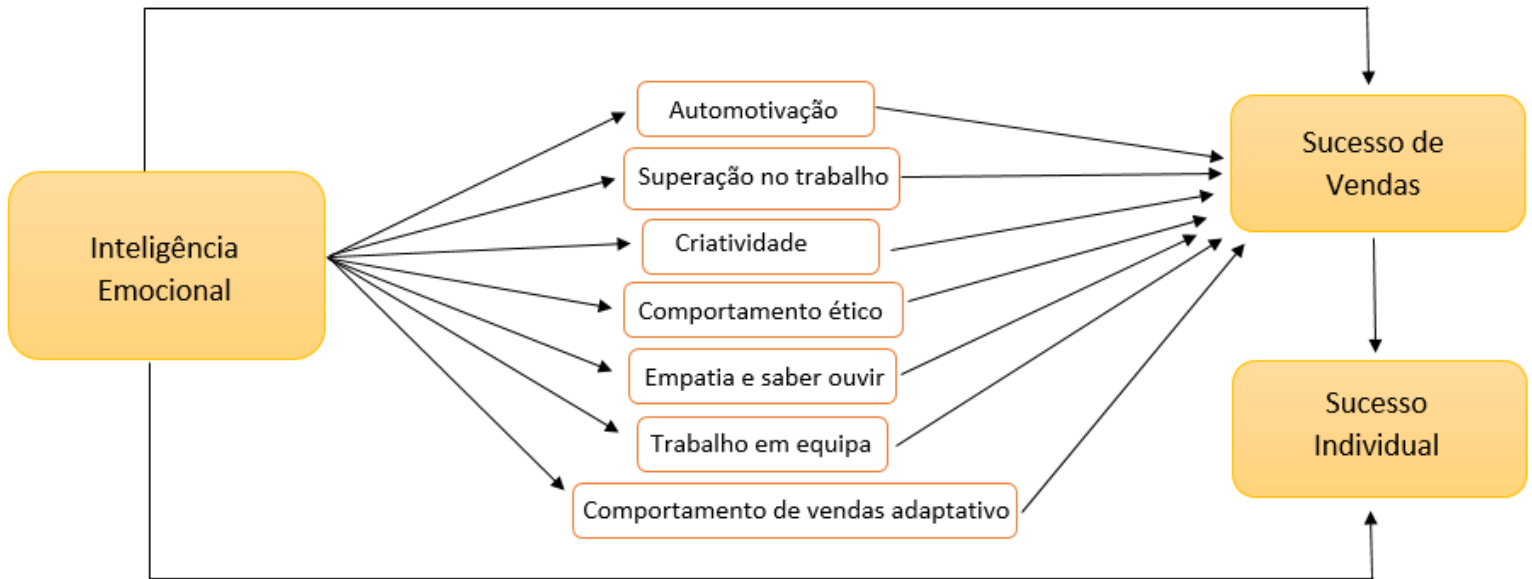 Inteligência
Emocional
Automotivação
Superação no trabalho
Criatividade
Comportamento ético
Empatia e saber ouvir
Trabalho em equipa
Comportamento de vendas adaptativo
Sucesso de
Vendas
Sucesso
Individual